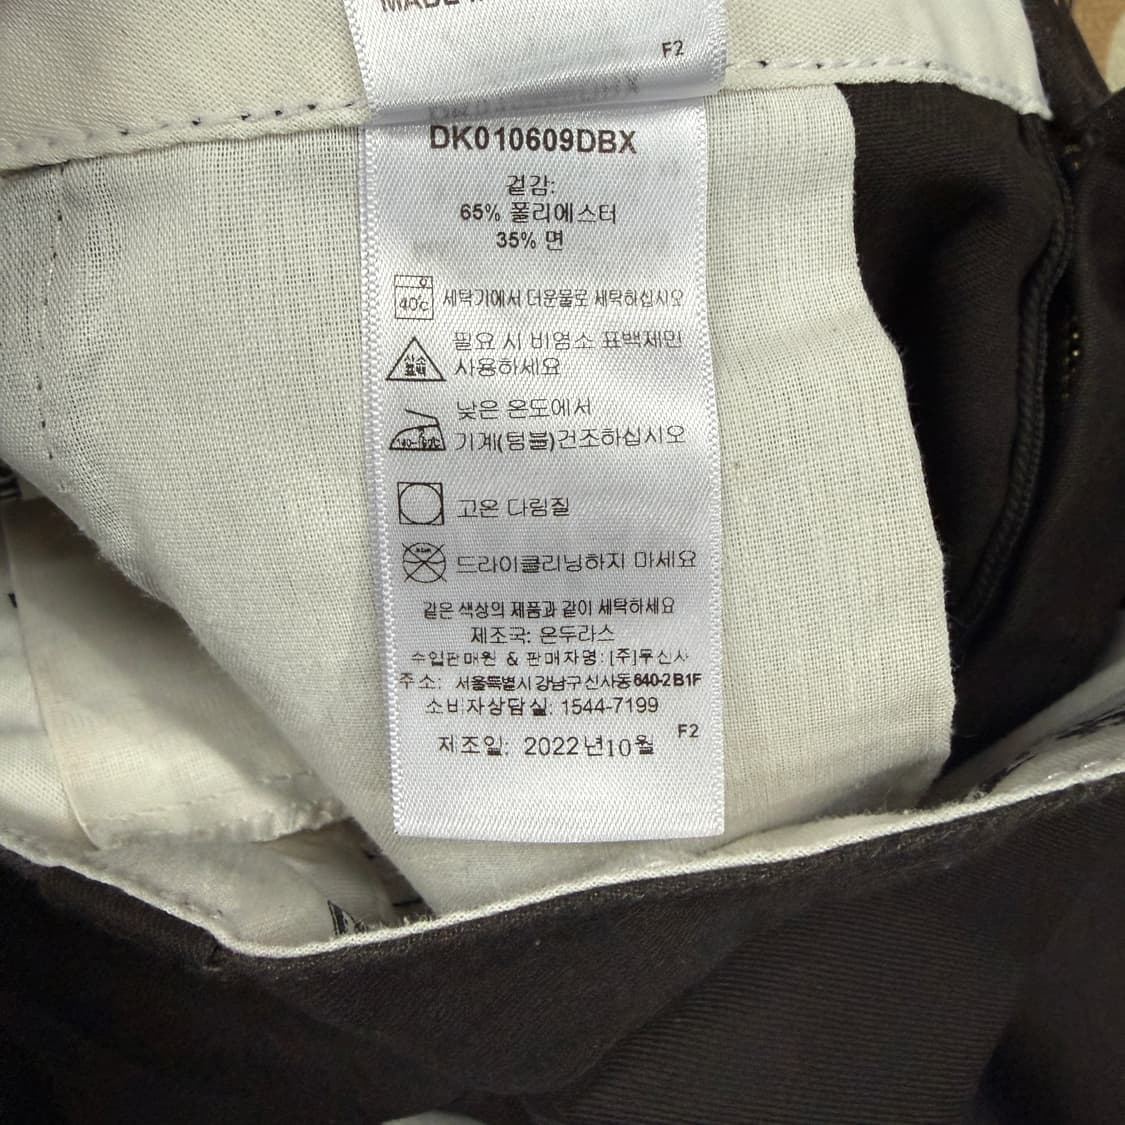 MADE
F2
DK010609DBX
겉감:
65% 폴리에스터
35% 면
40℃ 세탁기에서 더운물로 세탁하십시오
필요 시 비염소 표백제만
산소
표백 사용하세요
낮은 온도에서
기계(텀블)건조하십시오
고온 다림질
드라이클리닝하지 마세요
같은 색상의 제품과 같이 세탁하세요
제조국: 온두라스
수입판매원 & 판매자명: [주]무신사
주소: 서울특별시 강남구 신사동 640-2 B1F
소비자상담실: 1544-7199
F2
제조일: 2022년10월